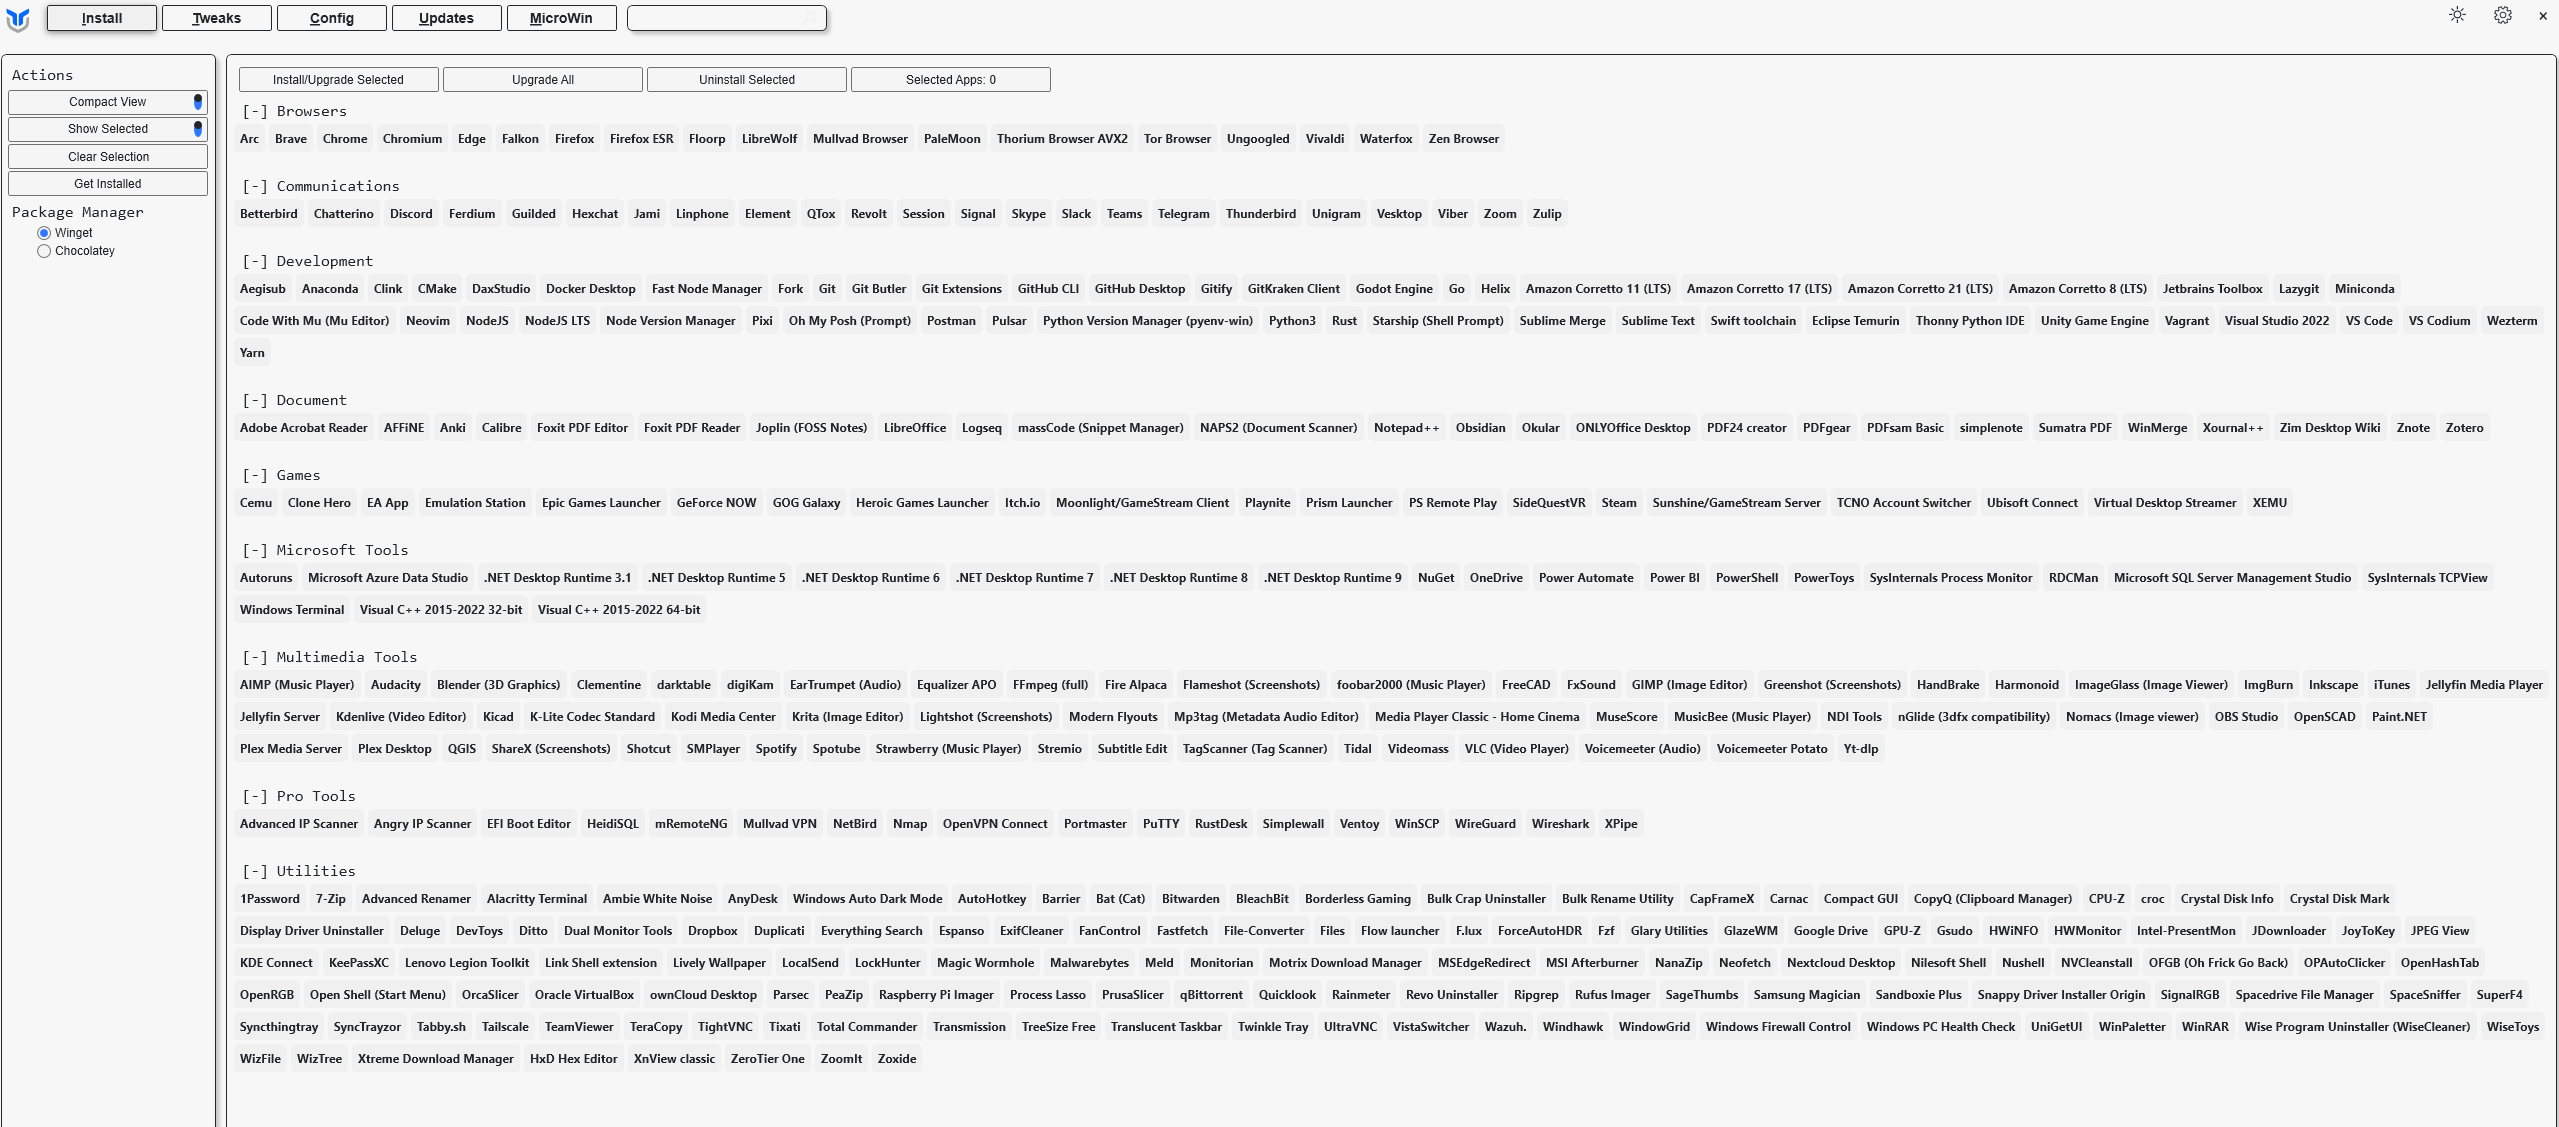 Install Tweaks Config Updates MicroWin
Actions
Compact View
Show Selected
Clear Selection
Get Installed
Package Manager
Winget
Chocolatey
Install/Upgrade Selected Upgrade All Uninstall Selected Selected Apps: 0
[-] Browsers
Arc Brave Chrome Chromium Edge Falkon Firefox Firefox ESR Floorp LibreWolf Mullvad Browser PaleMoon Thorium Browser AVX2 Tor Browser Ungoogled Vivaldi Waterfox Zen Browser
[-] Communications
Betterbird Chatterino Discord Ferdium Guilded Hexchat Jami Linphone Element QTox Revolt Session Signal Skype Slack Teams Telegram Thunderbird Unigram Vesktop Viber Zoom Zulip
[-] Development
Aegisub Anaconda Clink CMake DaxStudio Docker Desktop Fast Node Manager Fork Git Git Butler Git Extensions GitHub CLI GitHub Desktop Gitify GitKraken Client Godot Engine Go Helix Amazon Corretto 11 (LTS) Amazon Corretto 17 (LTS) Amazon Corretto 21 (LTS) Amazon Corretto 8 (LTS) Jetbrains Toolbox Lazygit Miniconda
Code With Mu (Mu Editor) Neovim NodeJS NodeJS LTS Node Version Manager Pixi Oh My Posh (Prompt) Postman Pulsar Python Version Manager (pyenv-win) Python3 Rust Starship (Shell Prompt) Sublime Merge Sublime Text Swift toolchain Eclipse Temurin Thonny Python IDE Unity Game Engine Vagrant Visual Studio 2022 VS Code VS Codium Wezterm
Yarn
[-] Document
Adobe Acrobat Reader AFFiNE Anki Calibre Foxit PDF Editor Foxit PDF Reader Joplin (FOSS Notes) LibreOffice Logseq massCode (Snippet Manager) NAPS2 (Document Scanner) Notepad++ Obsidian Okular ONLYOffice Desktop PDF24 creator PDFgear PDFsam Basic simplenote Sumatra PDF WinMerge Xournal++ Zim Desktop Wiki Znote Zotero
[-] Games
Cemu Clone Hero EA App Emulation Station Epic Games Launcher GeForce NOW GOG Galaxy Heroic Games Launcher Itch.io Moonlight/GameStream Client Playnite Prism Launcher PS Remote Play SideQuestVR Steam Sunshine/GameStream Server TCNO Account Switcher Ubisoft Connect Virtual Desktop Streamer XEMU
[-] Microsoft Tools
Autoruns Microsoft Azure Data Studio .NET Desktop Runtime 3.1 .NET Desktop Runtime 5 .NET Desktop Runtime 6 .NET Desktop Runtime 7 .NET Desktop Runtime 8 .NET Desktop Runtime 9 NuGet OneDrive Power Automate Power BI PowerShell PowerToys SysInternals Process Monitor RDCMan Microsoft SQL Server Management Studio SysInternals TCPView
Windows Terminal Visual C++ 2015-2022 32-bit Visual C++ 2015-2022 64-bit
[-] Multimedia Tools
AIMP (Music Player) Audacity Blender (3D Graphics) Clementine darktable digiKam EarTrumpet (Audio) Equalizer APO FFmpeg (full) Fire Alpaca Flameshot (Screenshots) foobar2000 (Music Player) FreeCAD FxSound GIMP (Image Editor) Greenshot (Screenshots) HandBrake Harmonoid ImageGlass (Image Viewer) ImgBurn Inkscape iTunes Jellyfin Media Player
Jellyfin Server Kdenlive (Video Editor) Kicad K-Lite Codec Standard Kodi Media Center Krita (Image Editor) Lightshot (Screenshots) Modern Flyouts Mp3tag (Metadata Audio Editor) Media Player Classic - Home Cinema MuseScore MusicBee (Music Player) NDI Tools nGlide (3dfx compatibility) Nomacs (Image viewer) OBS Studio OpenSCAD Paint.NET
Plex Media Server Plex Desktop QGIS ShareX (Screenshots) Shotcut SMPlayer Spotify Spotube Strawberry (Music Player) Stremio Subtitle Edit TagScanner (Tag Scanner) Tidal Videomass VLC (Video Player) Voicemeeter (Audio) Voicemeeter Potato Yt-dlp
[-] Pro Tools
Advanced IP Scanner Angry IP Scanner EFI Boot Editor HeidiSQL mRemoteNG Mullvad VPN NetBird Nmap OpenVPN Connect Portmaster PuTTY RustDesk Simplewall Ventoy WinSCP WireGuard Wireshark XPipe
[-] Utilities
1Password 7-Zip Advanced Renamer Alacritty Terminal Ambie White Noise AnyDesk Windows Auto Dark Mode AutoHotkey Barrier Bat (Cat) Bitwarden BleachBit Borderless Gaming Bulk Crap Uninstaller Bulk Rename Utility CapFrameX Carnac Compact GUI CopyQ (Clipboard Manager) CPU-Z croc Crystal Disk Info Crystal Disk Mark
Display Driver Uninstaller Deluge DevToys Ditto Dual Monitor Tools Dropbox Duplicati Everything Search Espanso ExifCleaner FanControl Fastfetch File-Converter Files Flow launcher F.lux ForceAutoHDR Fzf Glary Utilities GlazeWM Google Drive GPU-Z Gsudo HWiNFO HWMonitor Intel-PresentMon JDownloader JoyToKey JPEG View
KDE Connect KeePassXC Lenovo Legion Toolkit Link Shell extension Lively Wallpaper LocalSend LockHunter Magic Wormhole Malwarebytes Meld Monitorian Motrix Download Manager MSEdgeRedirect MSI Afterburner NanaZip Neofetch Nextcloud Desktop Nilesoft Shell Nushell NVCleanstall OFGB (Oh Frick Go Back) OPAutoClicker OpenHashTab
OpenRGB Open Shell (Start Menu) OrcaSlicer Oracle VirtualBox ownCloud Desktop Parsec PeaZip Raspberry Pi Imager Process Lasso PrusaSlicer qBittorrent Quicklook Rainmeter Revo Uninstaller Ripgrep Rufus Imager SageThumbs Samsung Magician Sandboxie Plus Snappy Driver Installer Origin SignalRGB Spacedrive File Manager SpaceSniffer SuperF4
Syncthingtray SyncTrayzor Tabby.sh Tailscale TeamViewer TeraCopy TightVNC Tixati Total Commander Transmission TreeSize Free Translucent Taskbar Twinkle Tray UltraVNC VistaSwitcher Wazuh. Windhawk WindowGrid Windows Firewall Control Windows PC Health Check UniGetUI WinPaletter WinRAR Wise Program Uninstaller (WiseCleaner) WiseToys
WizFile WizTree Xtreme Download Manager HxD Hex Editor XnView classic ZeroTier One ZoomIt Zoxide